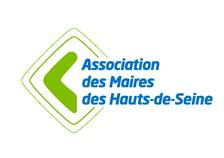 Association
des Maires
des Hauts-de-Seine